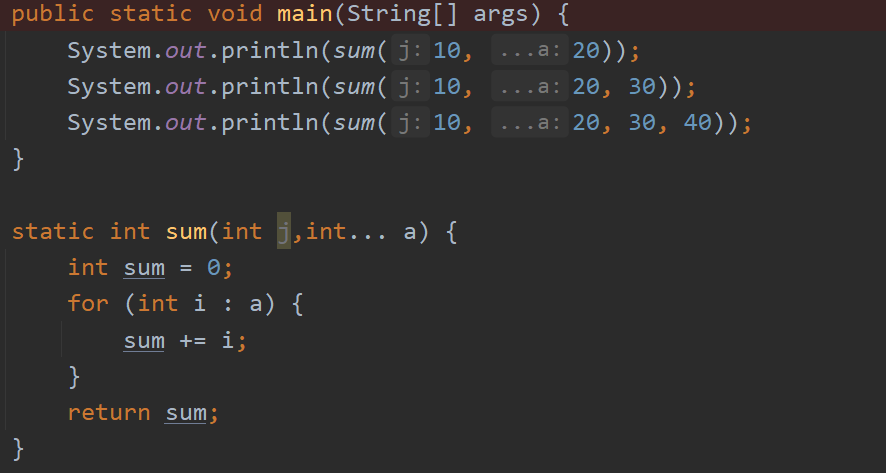 public static void main(String[] args) {
    System.out.println(sum( j: 10, ...a: 20));
    System.out.println(sum( j: 10, ...a: 20, 30));
    System.out.println(sum( j: 10, ...a: 20, 30, 40));
}
static int sum(int j,int... a) {
    int sum = 0;
    for (int i : a) {
        sum += i;
    }
    return sum;
}